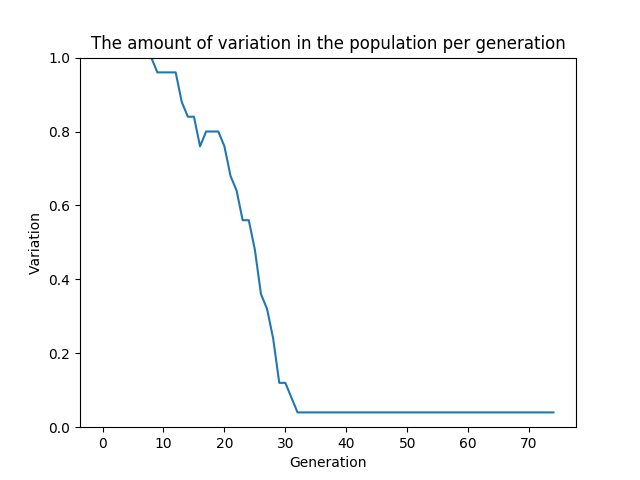 The amount of variation in the population per generation
1.0
0.8
0.6
0.4
0.2
0.0
Variation
0 10 20 30 40 50 60 70
Generation